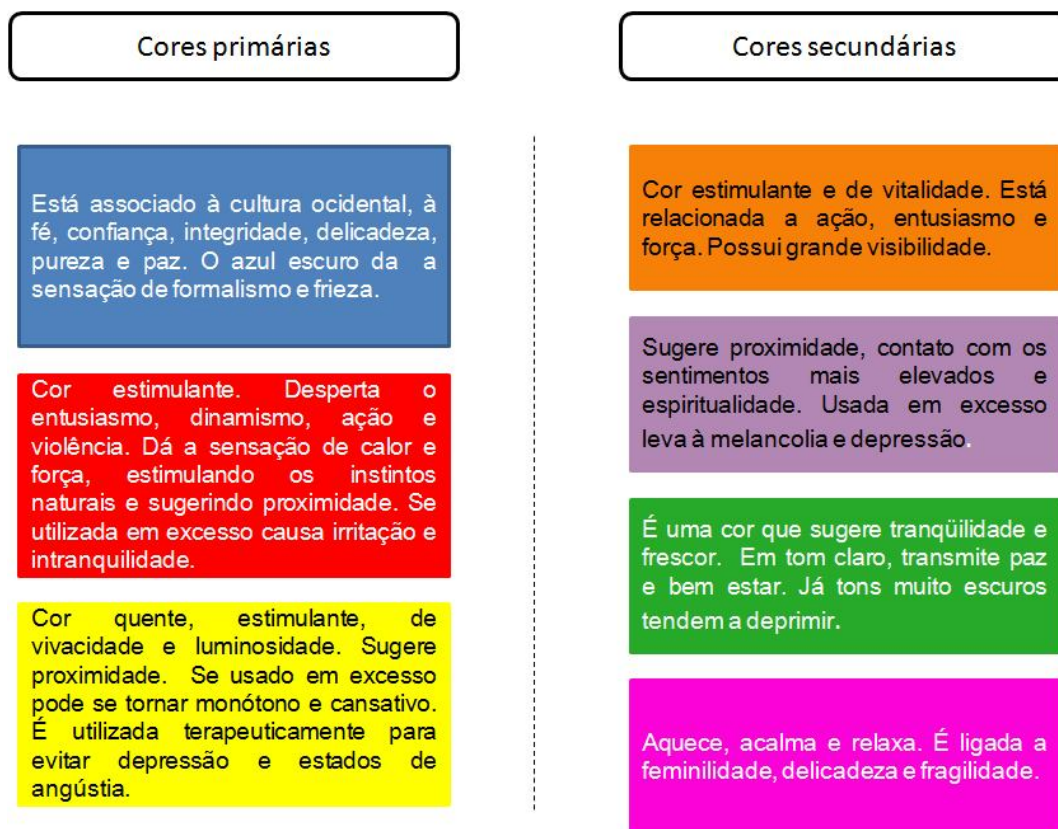 Cores primárias
Está associado à cultura ocidental, à
fé, confiança, integridade, delicadeza,
pureza e paz. O azul escuro da a
sensação de formalismo e frieza.
Cor estimulante. Desperta o
entusiasmo, dinamismo, ação e
violência. Dá a sensação de calor e
força, estimulando os instintos
naturais e sugerindo proximidade. Se
utilizada em excesso causa irritação e
intranquilidade.
Cor quente, estimulante, de
vivacidade e luminosidade. Sugere
proximidade. Se usado em excesso
pode se tornar monótono e cansativo.
É utilizada terapeuticamente para
evitar depressão e estados de
angústia.
Cores secundárias
Cor estimulante e de vitalidade. Está
relacionada a ação, entusiasmo e
força. Possui grande visibilidade.
Sugere proximidade, contato com os
sentimentos mais elevados e
espiritualidade. Usada em excesso
leva à melancolia e depressão.
É uma cor que sugere tranqüilidade e
frescor. Em tom claro, transmite paz
e bem estar. Já tons muito escuros
tendem a deprimir.
Aquece, acalma e relaxa. É ligada a
feminilidade, delicadeza e fragilidade.